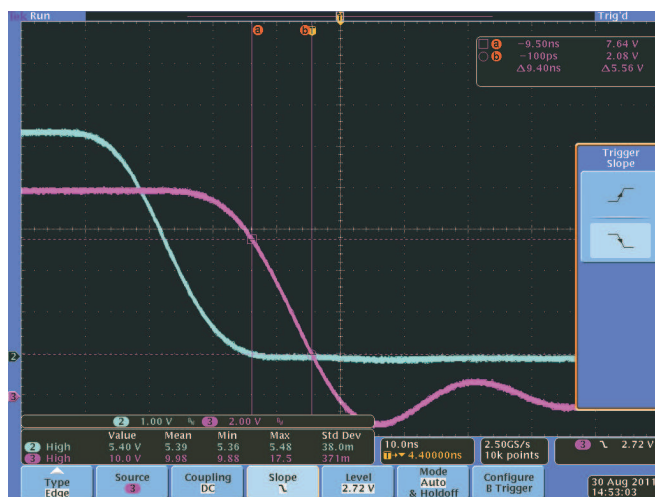 Run Trig'd
a b T T
a −9.50ns 7.64 V
b −100ps 2.08 V
Δ9.40ns Δ5.56 V
Trigger
Slope
2
3
2 1.00 V 3 2.00 V
Value Mean Min Max Std Dev
2 High 5.40 V 5.39 5.36 5.48 38.0m
3 High 10.0 V 9.98 9.88 17.5 371m
10.0ns
T→▾ 4.40000ns
2.50GS/s
10k points
3 2.72 V
Type
Edge
Source
3
Coupling
DC
Slope
Level
2.72 V
Mode
Auto
& Holdoff
Configure
B Trigger
30 Aug 2011
14:53:03